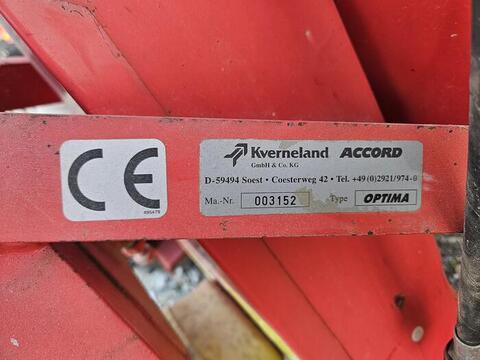 CE
Kverneland ACCORD
GmbH & Co. KG
D-59494 Soest • Coesterweg 42 • Tel. +49 (0) 2921/974-0
Ma.-Nr. 003152 Type OPTIMA